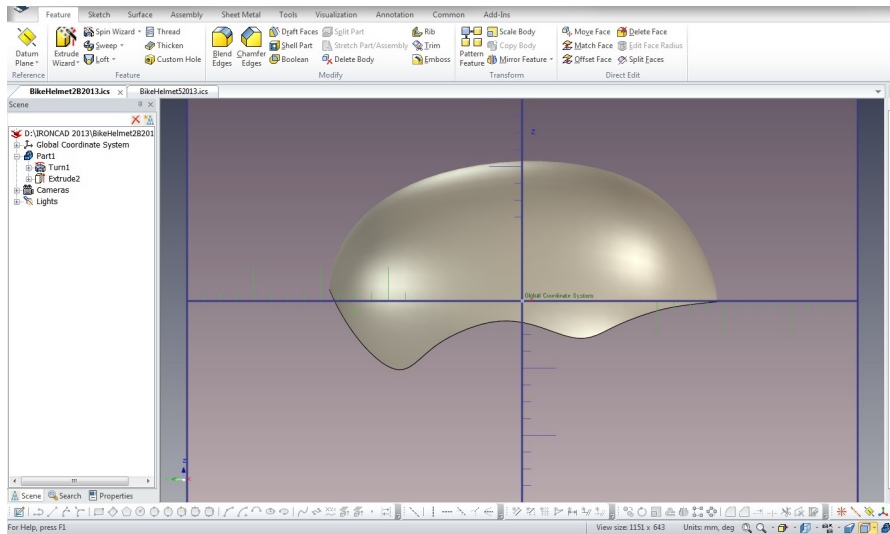 Feature Sketch Surface Assembly Sheet Metal Tools Visualization Annotation Common Add-Ins
Datum Plane
Extrude Wizard
Spin Wizard
Sweep
Loft
Thread
Thicken
Custom Hole
Blend Edges
Chamfer Edges
Draft Faces
Shell Part
Boolean
Split Part
Stretch Part/Assembly
Delete Body
Rib
Trim
Emboss
Pattern Feature
Scale Body
Copy Body
Mirror Feature
Move Face
Match Face
Offset Face
Delete Face
Edit Face Radius
Split Faces
Reference Feature Modify Transform Direct Edit
BikeHelmet2B2013.ics BikeHelmet52013.ics
Scene
D:\IRONCAD 2013\BikeHelmet2B201
Global Coordinate System
Part1
Turn1
Extrude2
Cameras
Lights
Z
Global Coordinate System
Z
Scene Search Properties
For Help, press F1 View size: 1151 x 643 Units: mm, deg